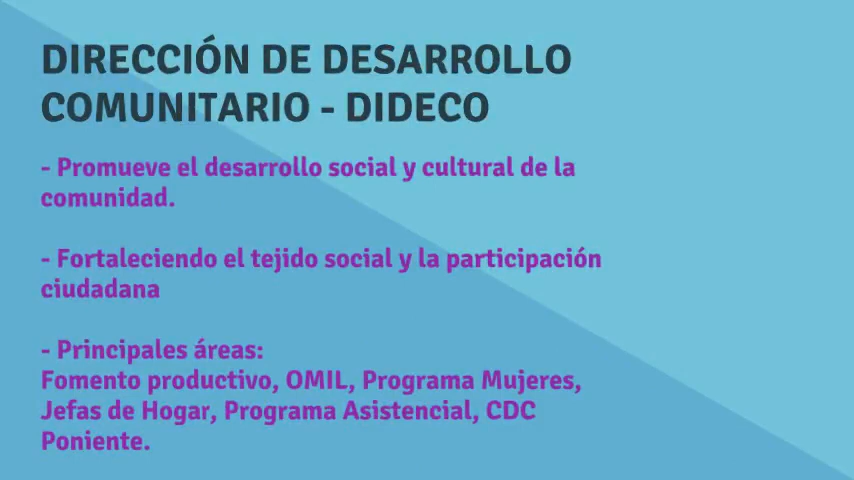 DIRECCIÓN DE DESARROLLO
COMUNITARIO - DIDECO
- Promueve el desarrollo social y cultural de la
comunidad.
- Fortaleciendo el tejido social y la participación
ciudadana
- Principales áreas:
Fomento productivo, OMIL, Programa Mujeres,
Jefas de Hogar, Programa Asistencial, CDC
Poniente.